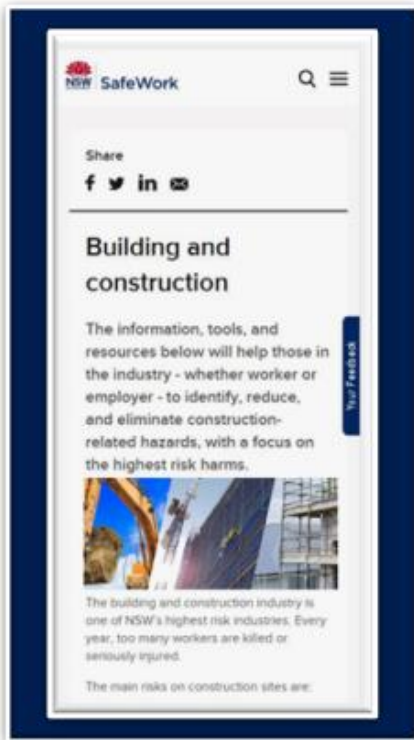 NSW SafeWork
Share
Building and
construction
The information, tools, and
resources below will help those in
the industry - whether worker or
employer - to identify, reduce,
and eliminate construction-
related hazards, with a focus on
the highest risk harms.
Your Feedback
The building and construction industry is
one of NSW's highest risk industries. Every
year, too many workers are killed or
seriously injured.
The main risks on construction sites are: